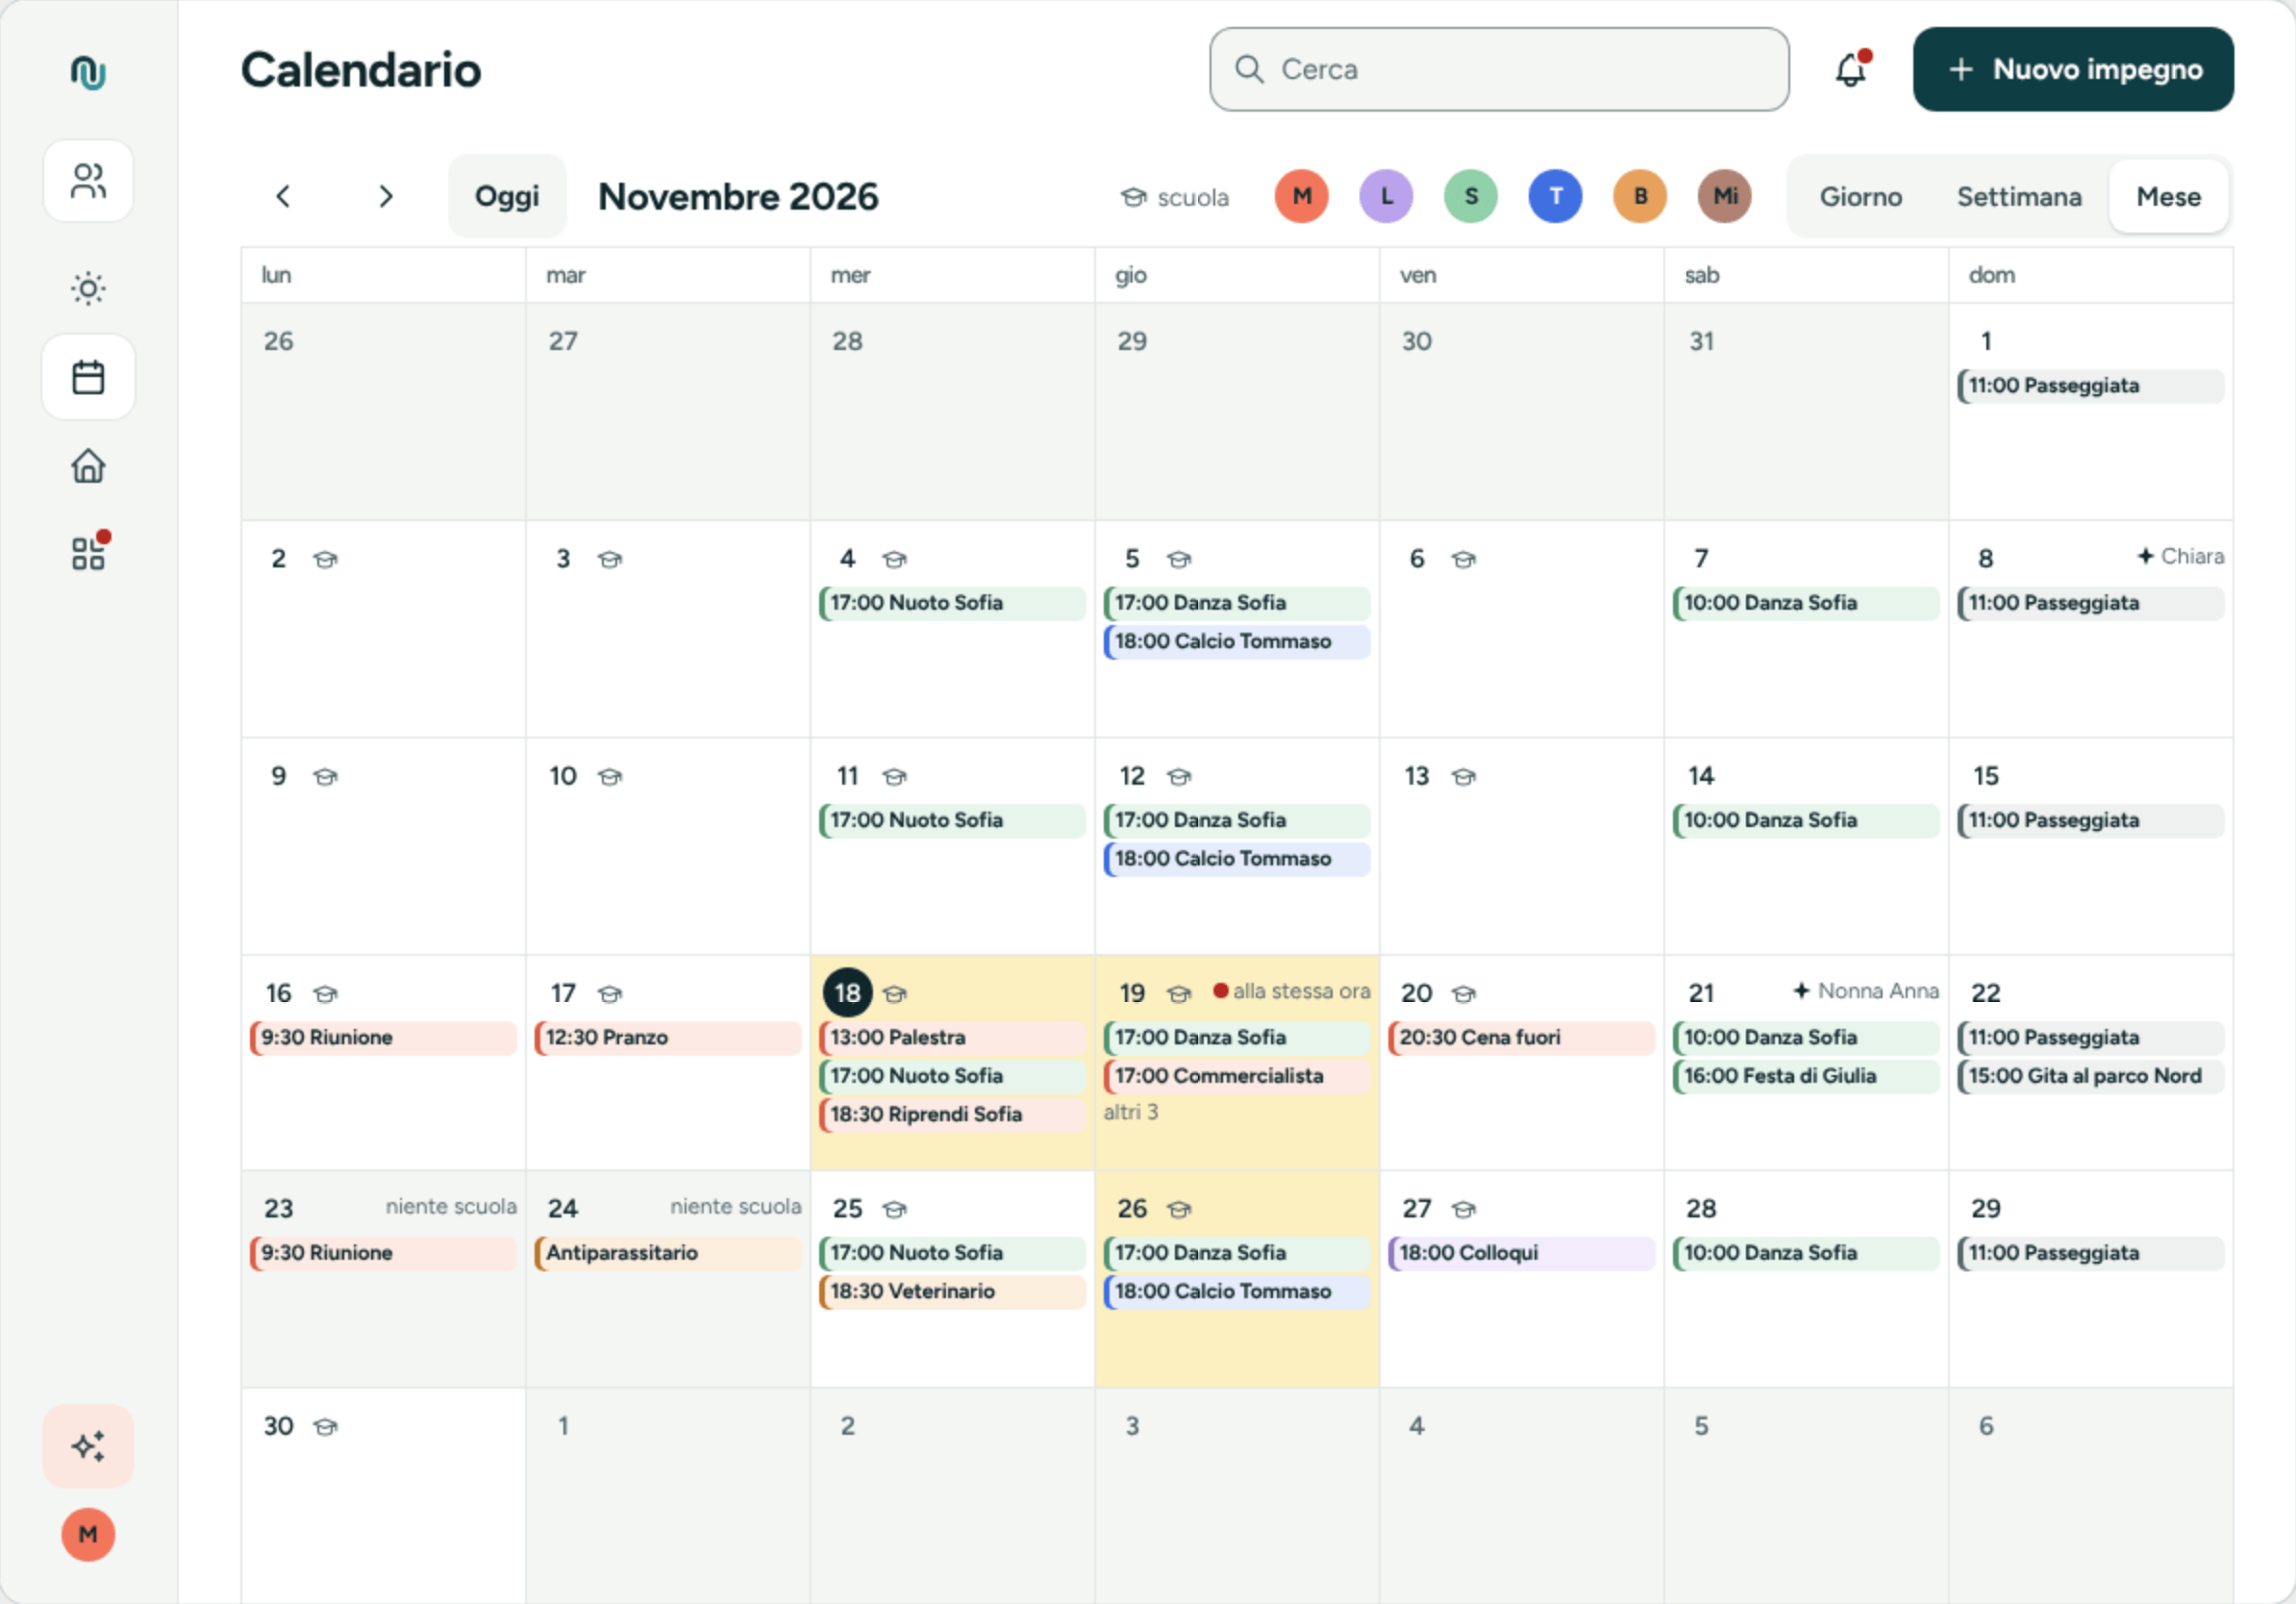 Calendario
Cerca
Nuovo impegno
Oggi
Novembre 2026
scuola
M
L
S
T
B
Mi
Giorno
Settimana
Mese
lun
mar
mer
gio
ven
sab
dom
26
27
28
29
30
31
1
11:00 Passeggiata
2
3
4
17:00 Nuoto Sofia
5
17:00 Danza Sofia
18:00 Calcio Tommaso
6
7
10:00 Danza Sofia
8
Chiara
11:00 Passeggiata
9
10
11
17:00 Nuoto Sofia
12
17:00 Danza Sofia
18:00 Calcio Tommaso
13
14
10:00 Danza Sofia
15
11:00 Passeggiata
16
9:30 Riunione
17
12:30 Pranzo
18
13:00 Palestra
17:00 Nuoto Sofia
18:30 Riprendi Sofia
19
alla stessa ora
17:00 Danza Sofia
17:00 Commercialista
altri 3
20
20:30 Cena fuori
21
Nonna Anna
10:00 Danza Sofia
16:00 Festa di Giulia
22
11:00 Passeggiata
15:00 Gita al parco Nord
23
niente scuola
9:30 Riunione
24
niente scuola
Antiparassitario
25
17:00 Nuoto Sofia
18:30 Veterinario
26
17:00 Danza Sofia
18:00 Calcio Tommaso
27
18:00 Colloqui
28
10:00 Danza Sofia
29
11:00 Passeggiata
30
1
2
3
4
5
6
M